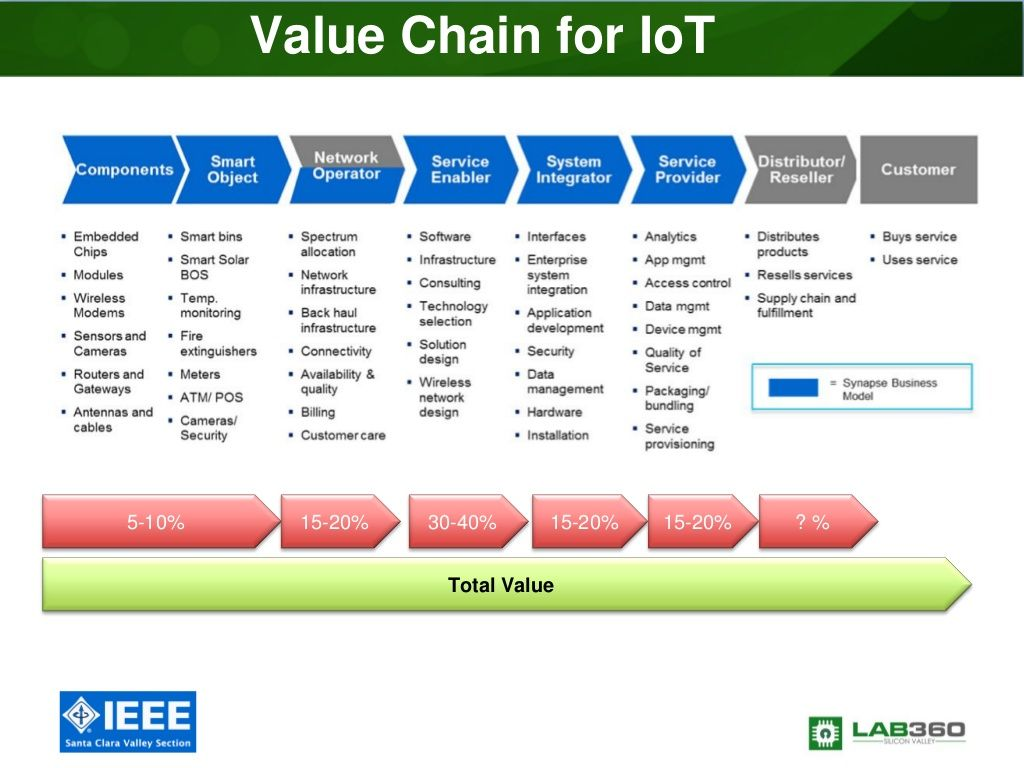 Value Chain for IoT
Components
Smart
Object
Network
Operator
Service
Enabler
System
Integrator
Service
Provider
Distributor/
Reseller
Customer
▪ Embedded
Chips
▪ Modules
▪ Wireless
Modems
▪ Sensors and
Cameras
▪ Routers and
Gateways
▪ Antennas and
cables
▪ Smart bins
▪ Smart Solar
BOS
▪ Temp.
monitoring
▪ Fire
extinguishers
▪ Meters
▪ ATM/ POS
▪ Cameras/
Security
▪ Spectrum
allocation
▪ Network
infrastructure
▪ Back haul
infrastructure
▪ Connectivity
▪ Availability &
quality
▪ Billing
▪ Customer care
▪ Software
▪ Infrastructure
▪ Consulting
▪ Technology
selection
▪ Solution
design
▪ Wireless
network
design
▪ Interfaces
▪ Enterprise
system
integration
▪ Application
development
▪ Security
▪ Data
management
▪ Hardware
▪ Installation
▪ Analytics
▪ App mgmt
▪ Access control
▪ Data mgmt
▪ Device mgmt
▪ Quality of
Service
▪ Packaging/
bundling
▪ Service
provisioning
▪ Distributes
products
▪ Resells services
▪ Supply chain and
fulfillment
▪ Buys service
▪ Uses service
= Synapse Business
Model
5-10%
15-20%
30-40%
15-20%
15-20%
? %
Total Value
IEEE
Santa Clara Valley Section
LAB360
SILICON VALLEY